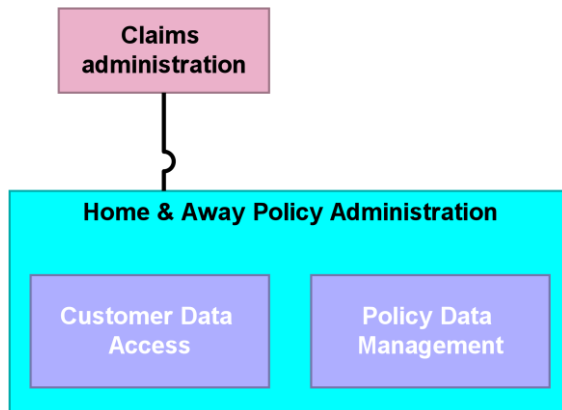 Claims
administration
Home & Away Policy Administration
Customer Data
Access
Policy Data
Management